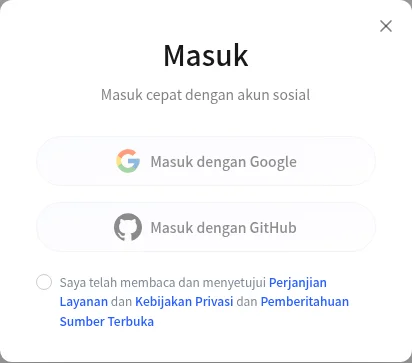 Masuk
Masuk cepat dengan akun sosial
Masuk dengan Google
Masuk dengan GitHub
Saya telah membaca dan menyetujui Perjanjian
Layanan dan Kebijakan Privasi dan Pemberitahuan
Sumber Terbuka